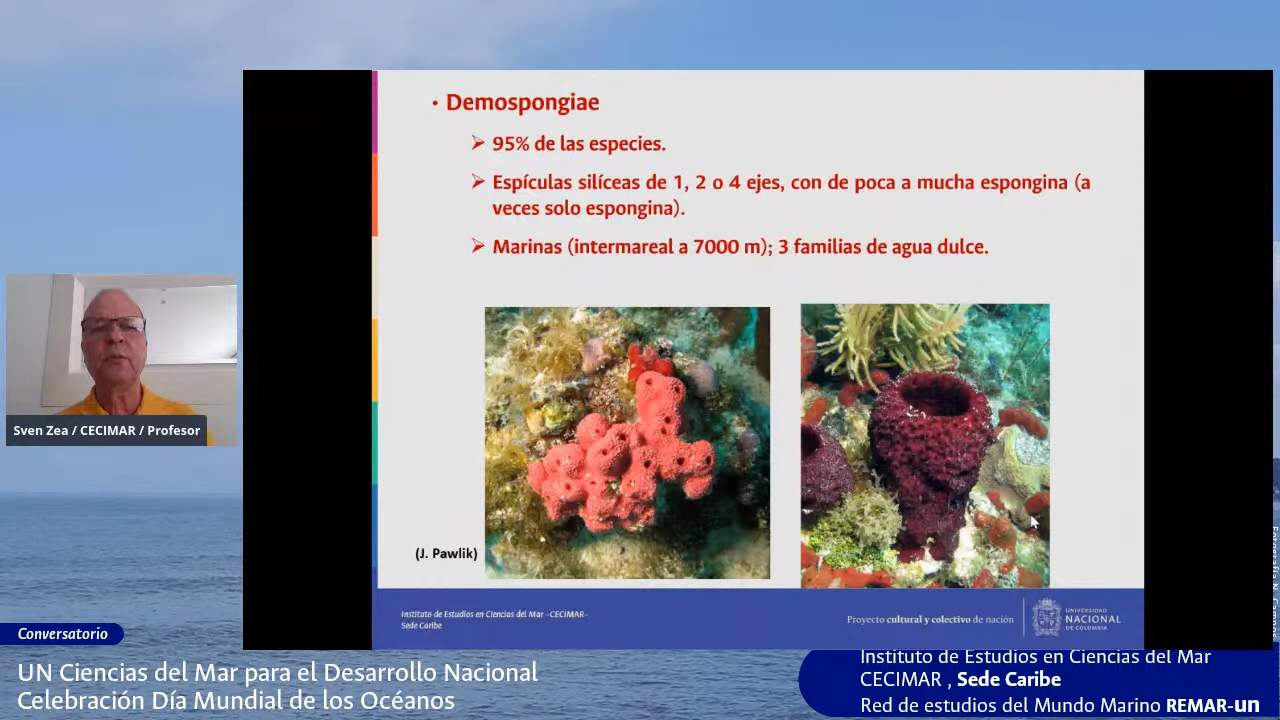 • Demospongiae
➢ 95% de las especies.
➢ Espículas silíceas de 1, 2 o 4 ejes, con de poca a mucha espongina (a
veces solo espongina).
➢ Marinas (intermareal a 7000 m); 3 familias de agua dulce.
(J. Pawlik)
Sven Zea / CECIMAR / Profesor
Instituto de Estudios en Ciencias del Mar -CECIMAR-
Sede Caribe
Proyecto cultural y colectivo de nación
UNIVERSIDAD
NACIONAL
DE COLOMBIA
Conversatorio
UN Ciencias del Mar para el Desarrollo Nacional
Celebración Día Mundial de los Océanos
Instituto de Estudios en Ciencias del Mar
CECIMAR , Sede Caribe
Red de estudios del Mundo Marino REMAR-un